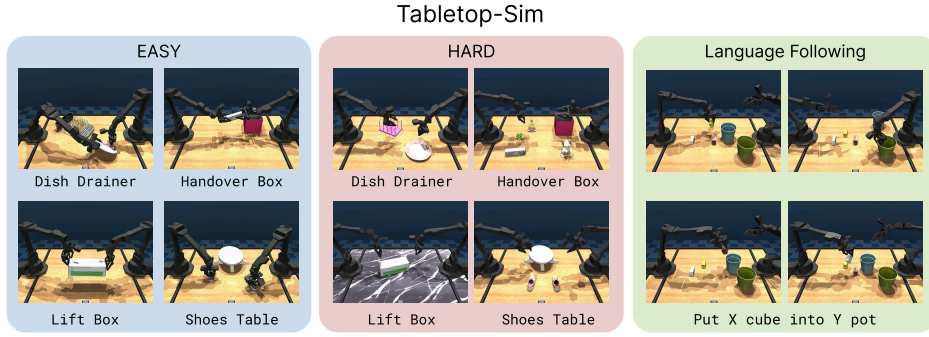 Tabletop-Sim
EASY
HARD
Language Following
Dish Drainer
Handover Box
Dish Drainer
Handover Box
Lift Box
Shoes Table
Lift Box
Shoes Table
Put X cube into Y pot